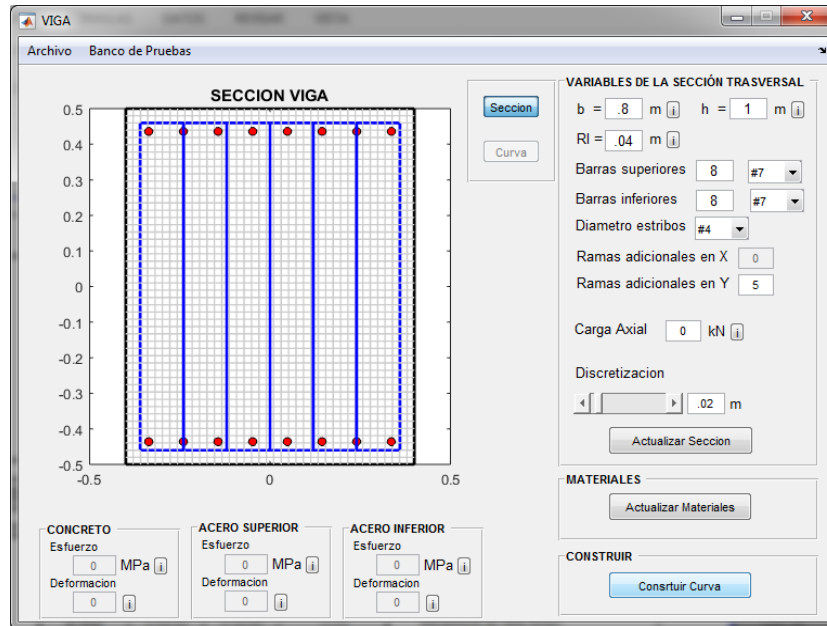 VIGA
Archivo Banco de Pruebas
SECCION VIGA
0.5
0.4
0.3
0.2
0.1
0
-0.1
-0.2
-0.3
-0.4
-0.5
-0.5 0 0.5
Seccion
Curva
VARIABLES DE LA SECCIÓN TRASVERSAL
b = .8 m i h = 1 m i
Rl = .04 m i
Barras superiores 8 #7
Barras inferiores 8 #7
Diametro estribos #4
Ramas adicionales en X 0
Ramas adicionales en Y 5
Carga Axial 0 kN i
Discretizacion
.02 m
Actualizar Seccion
MATERIALES
Actualizar Materiales
CONSTRUIR
Consrtuir Curva
CONCRETO
Esfuerzo
0 MPa i
Deformacion
0 i
ACERO SUPERIOR
Esfuerzo
0 MPa i
Deformacion
0 i
ACERO INFERIOR
Esfuerzo
0 MPa i
Deformacion
0 i